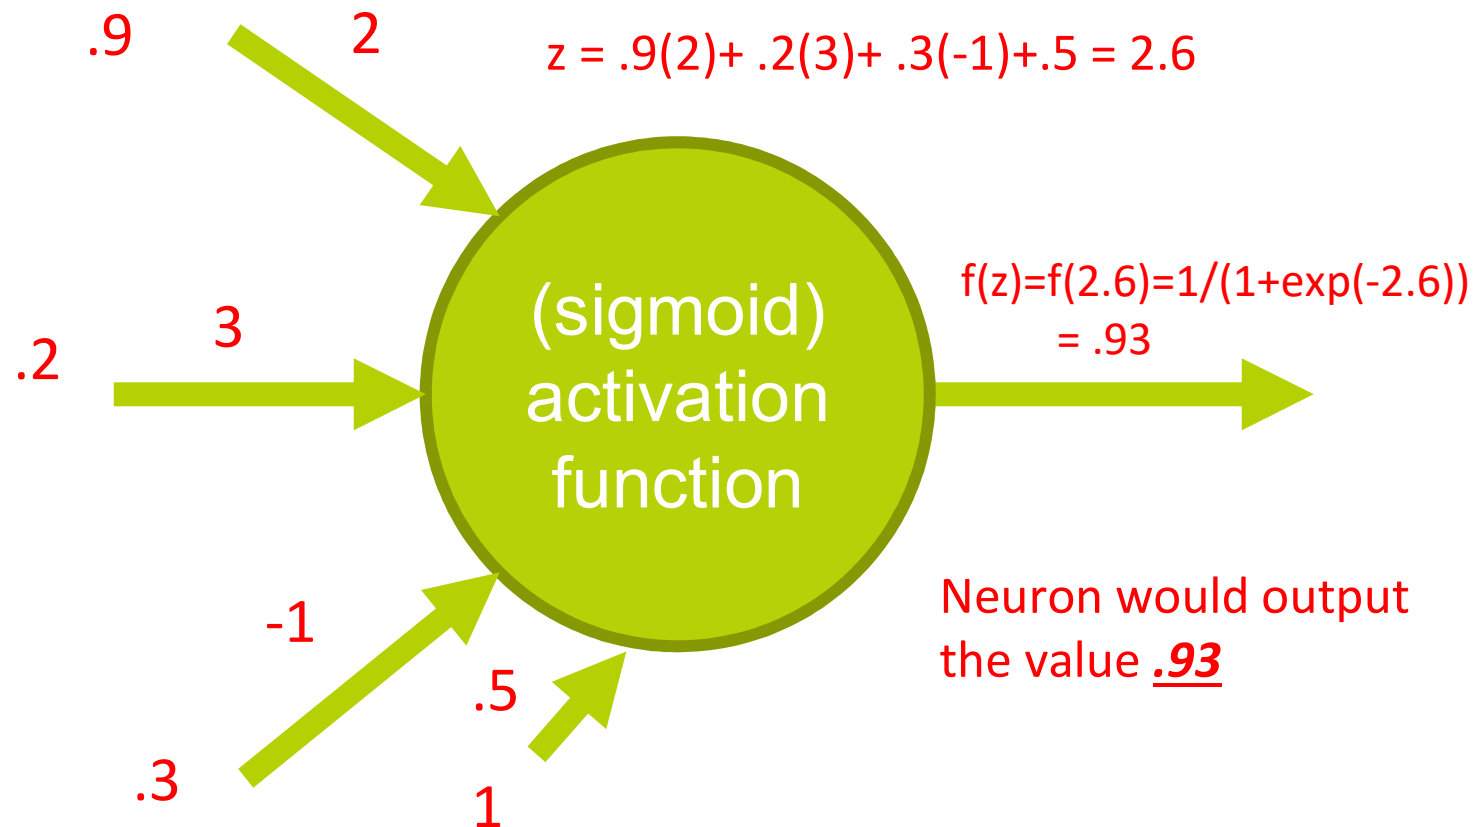 .9
2
z = .9(2)+ .2(3)+ .3(-1)+.5 = 2.6
.2
3
(sigmoid)
activation
function
f(z)=f(2.6)=1/(1+exp(-2.6))
= .93
-1
.3
.5
1
Neuron would output
the value .93